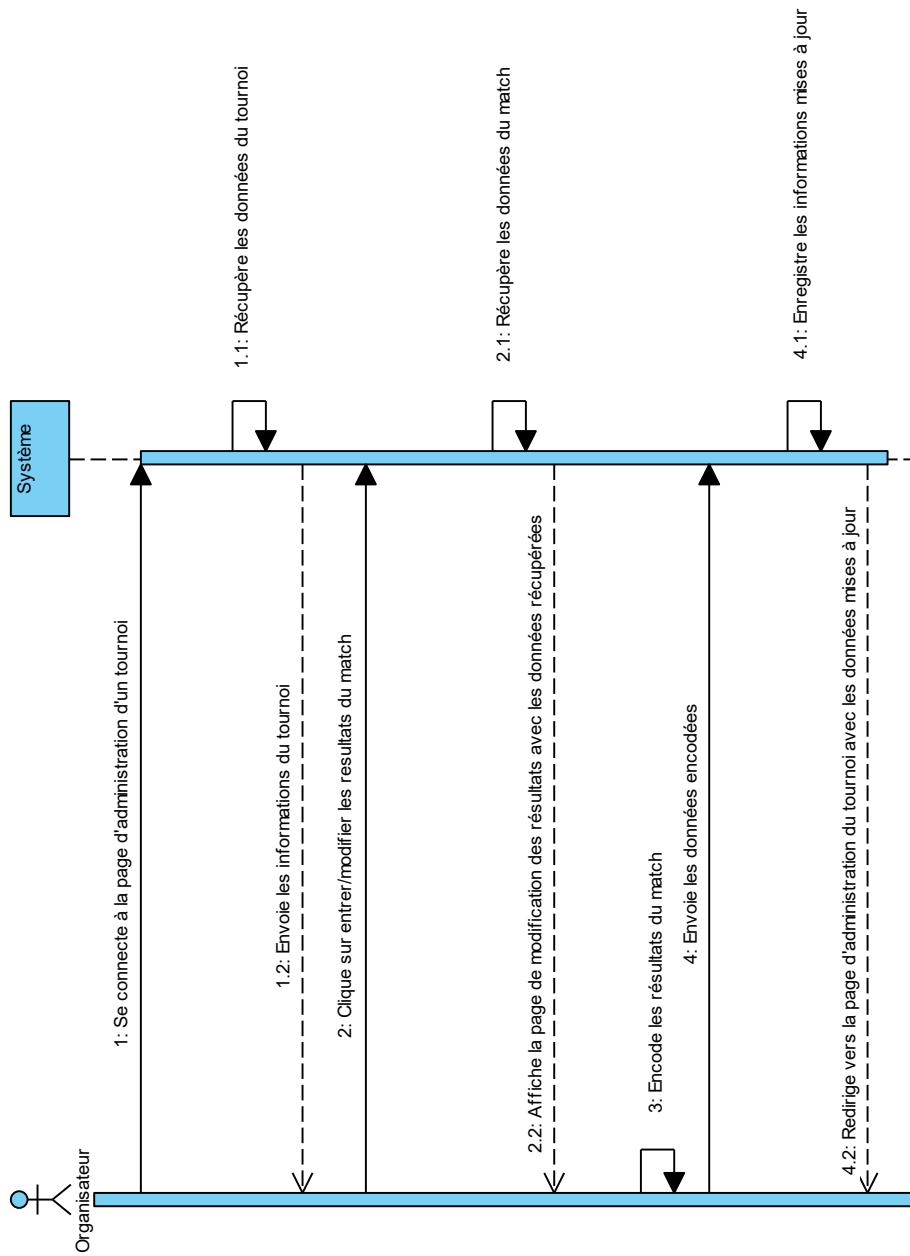 Organisateur
Système
1: Se connecte à la page d'administration d'un tournoi
1.1: Récupère les données du tournoi
1.2: Envoie les informations du tournoi
2: Clique sur entrer/modifier les resultats du match
2.1: Récupère les données du match
2.2: Affiche la page de modification des résultats avec les données récupérées
3: Encode les résultats du match
4: Envoie les données encodées
4.1: Enregistre les informations mises à jour
4.2: Redirige vers la page d'administration du tournoi avec les données mises à jour